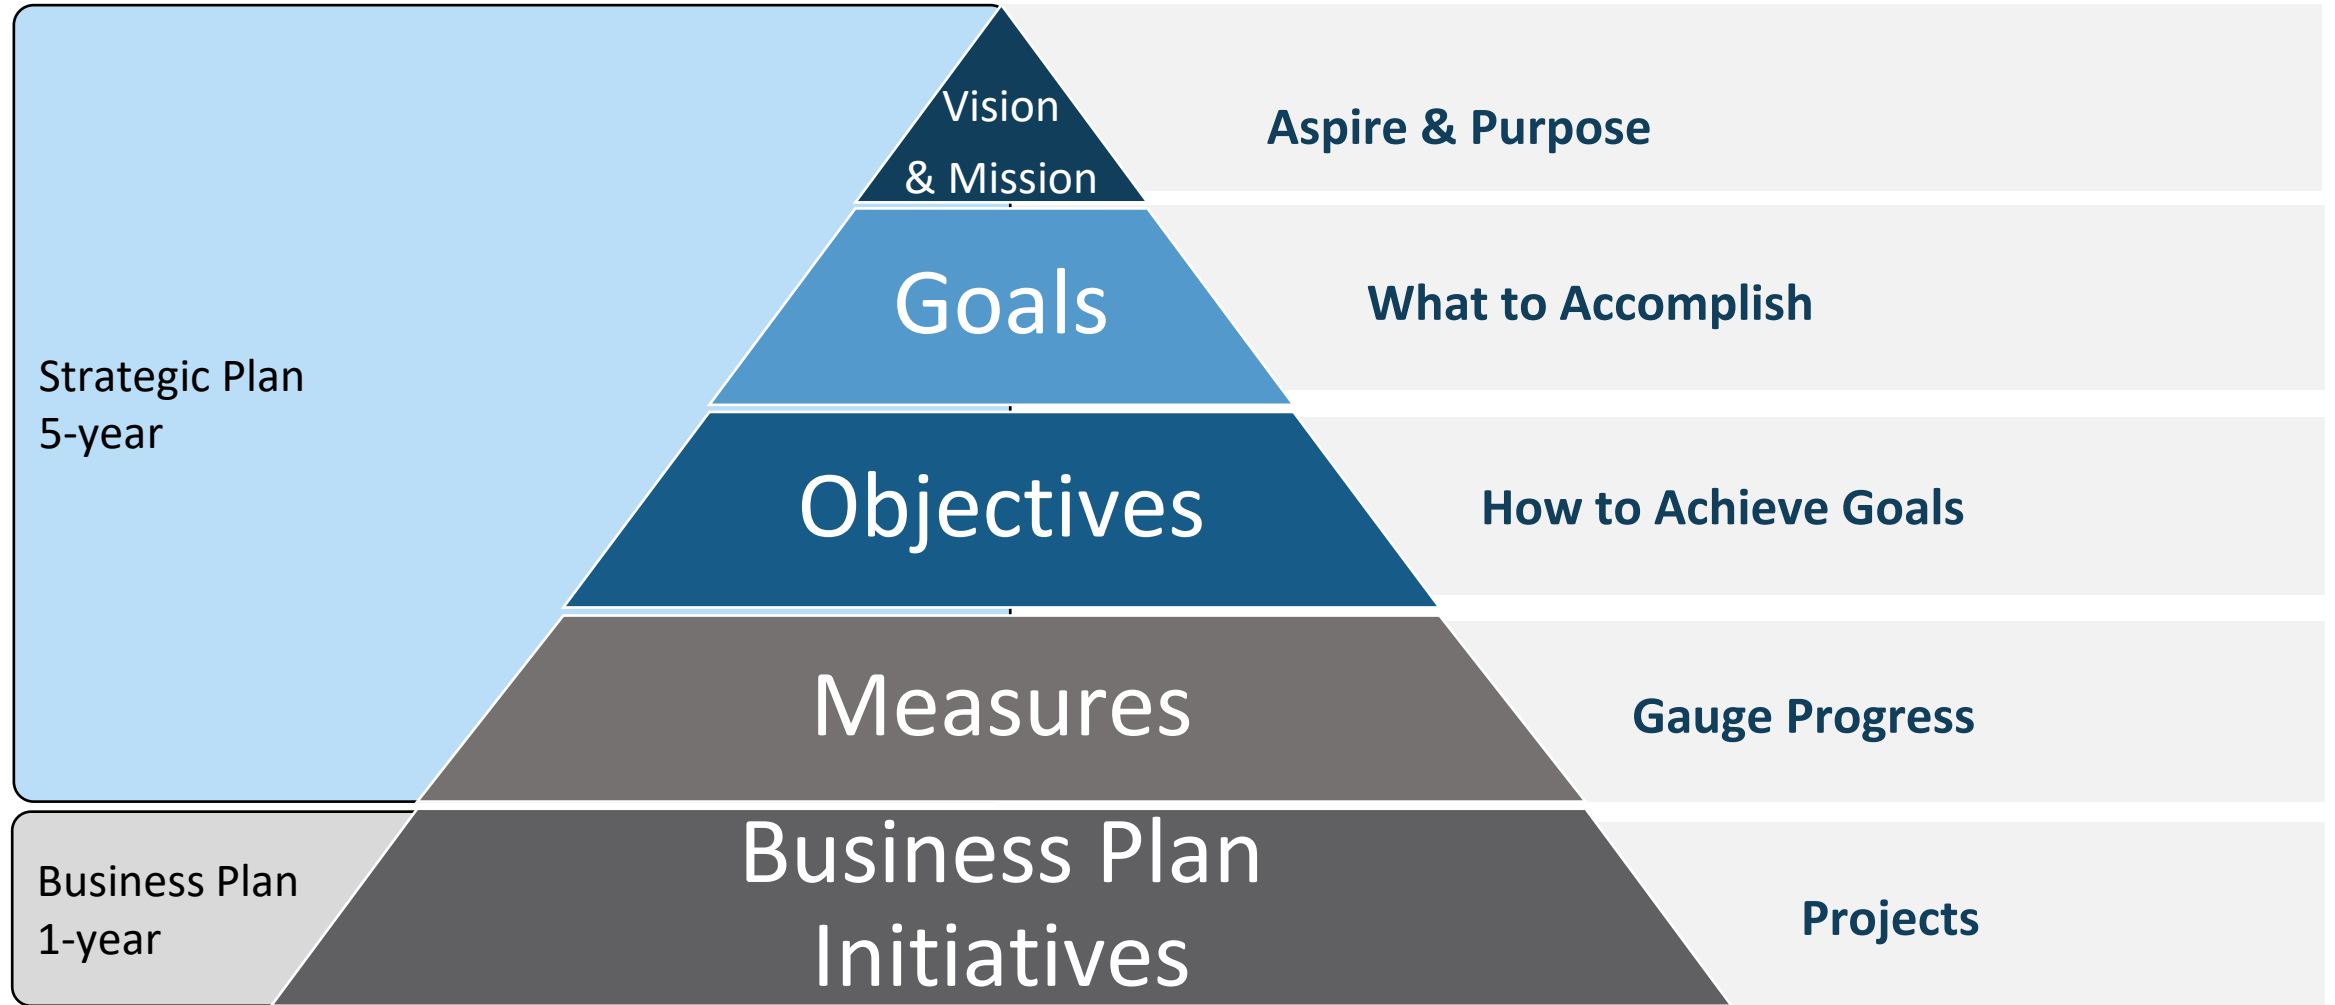 Vision
& Mission
Aspire & Purpose
Goals
What to Accomplish
Strategic Plan
5-year
Objectives
How to Achieve Goals
Measures
Gauge Progress
Business Plan
1-year
Business Plan
Initiatives
Projects